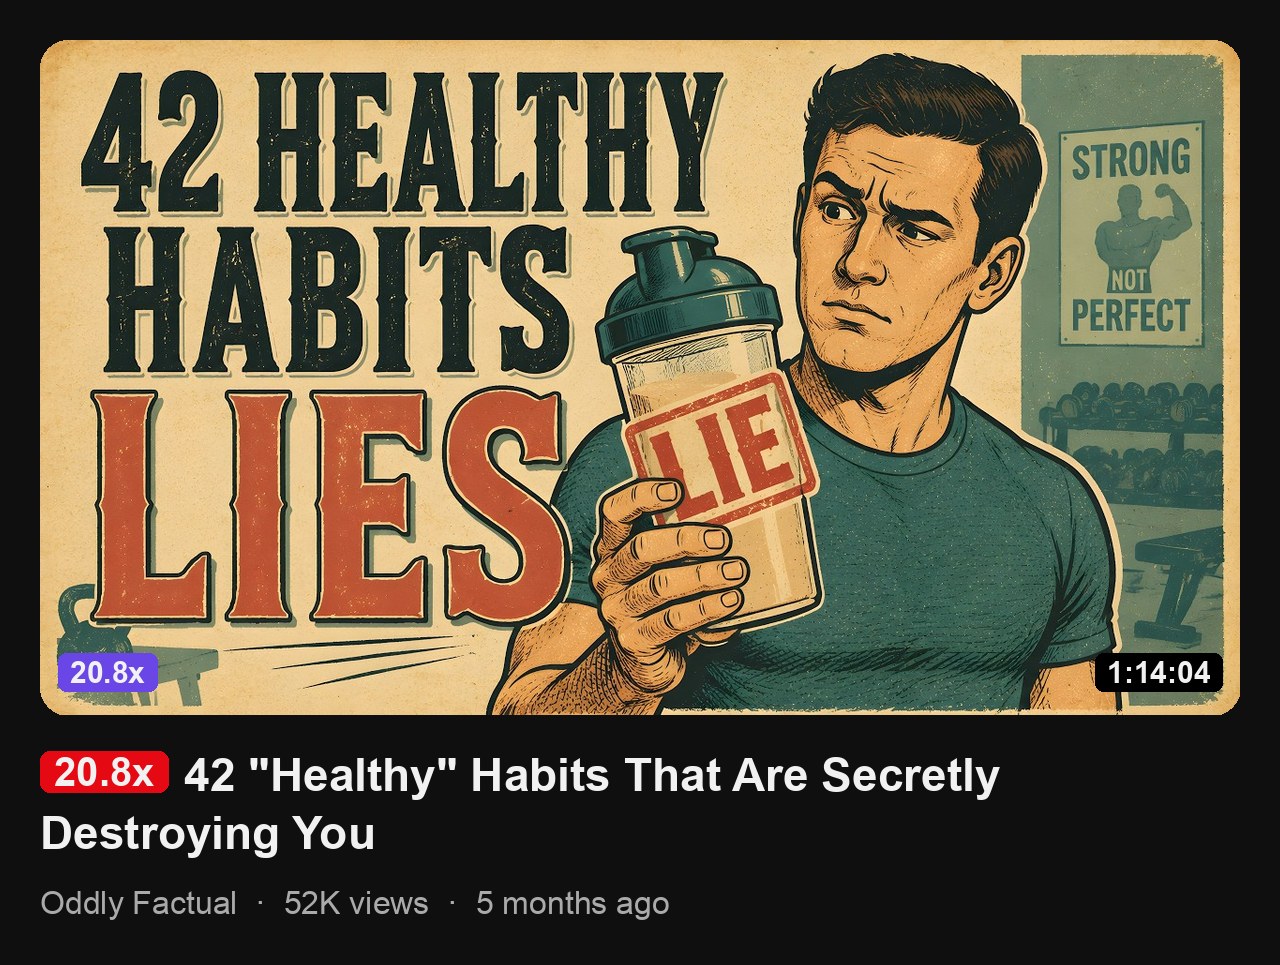 42 HEALTHY
HABITS
LIES
LIE
STRONG
NOT
PERFECT
20.8x
1:14:04
20.8x 42 "Healthy" Habits That Are Secretly
Destroying You
Oddly Factual · 52K views · 5 months ago